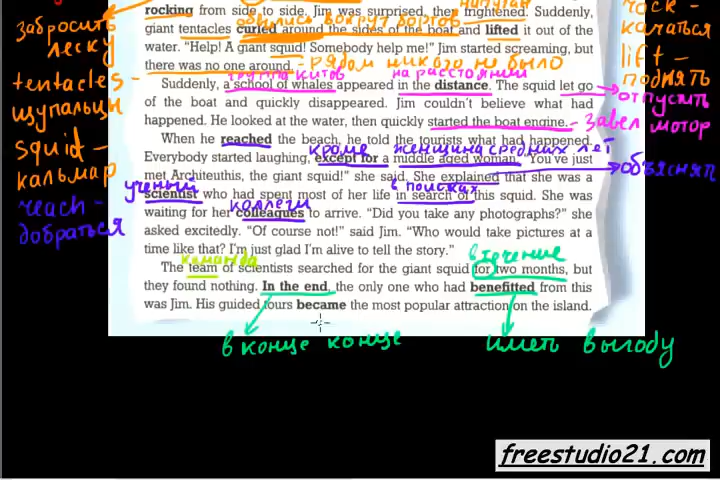 напуган
обвились вокруг бортов
rocking from side to side. Jim was surprised, they frightened. Suddenly,
giant tentacles curled around the sides of the boat and lifted it out of the
water. "Help! A giant squid! Somebody help me!" Jim started screaming, but
there was no one around. – рядом никого не было
группа китов на расстоянии
Suddenly, a school of whales appeared in the distance. The squid let go
of the boat and quickly disappeared. Jim couldn't believe what had
happened. He looked at the water, then quickly started the boat engine. – завел мотор
When he reached the beach, he told the tourists what had happened.
кроме женщина средних лет
Everybody started laughing, except for a middle aged woman. "You've just
met Architeuthis, the giant squid!" she said. She explained that she was a
ученый в поисках
scientist who had spent most of her life in search of this squid. She was
коллеги
waiting for her colleagues to arrive. "Did you take any photographs?" she
asked excitedly. "Of course not!" said Jim. "Who would take pictures at a
time like that? I'm just glad I'm alive to tell the story."
команда в течение
The team of scientists searched for the giant squid for two months, but
they found nothing. In the end, the only one who had benefitted from this
was Jim. His guided tours became the most popular attraction on the island.
в конце конце иметь выгоду
забросить
леску
tentacles –
щупальцы
squid –
кальмар
reach –
добраться
rock –
качаться
lift –
поднять
отпустить
объяснял
freestudio21.com